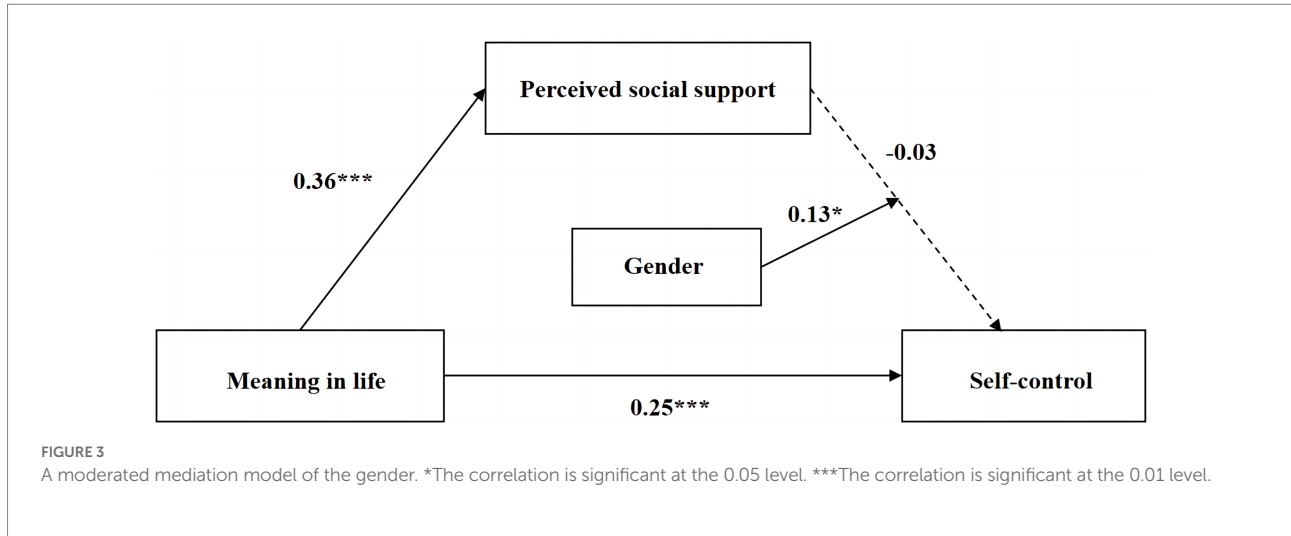 Perceived social support
-0.03
0.36***
0.13*
Gender
Meaning in life
Self-control
0.25***
FIGURE 3
A moderated mediation model of the gender. *The correlation is significant at the 0.05 level. ***The correlation is significant at the 0.01 level.